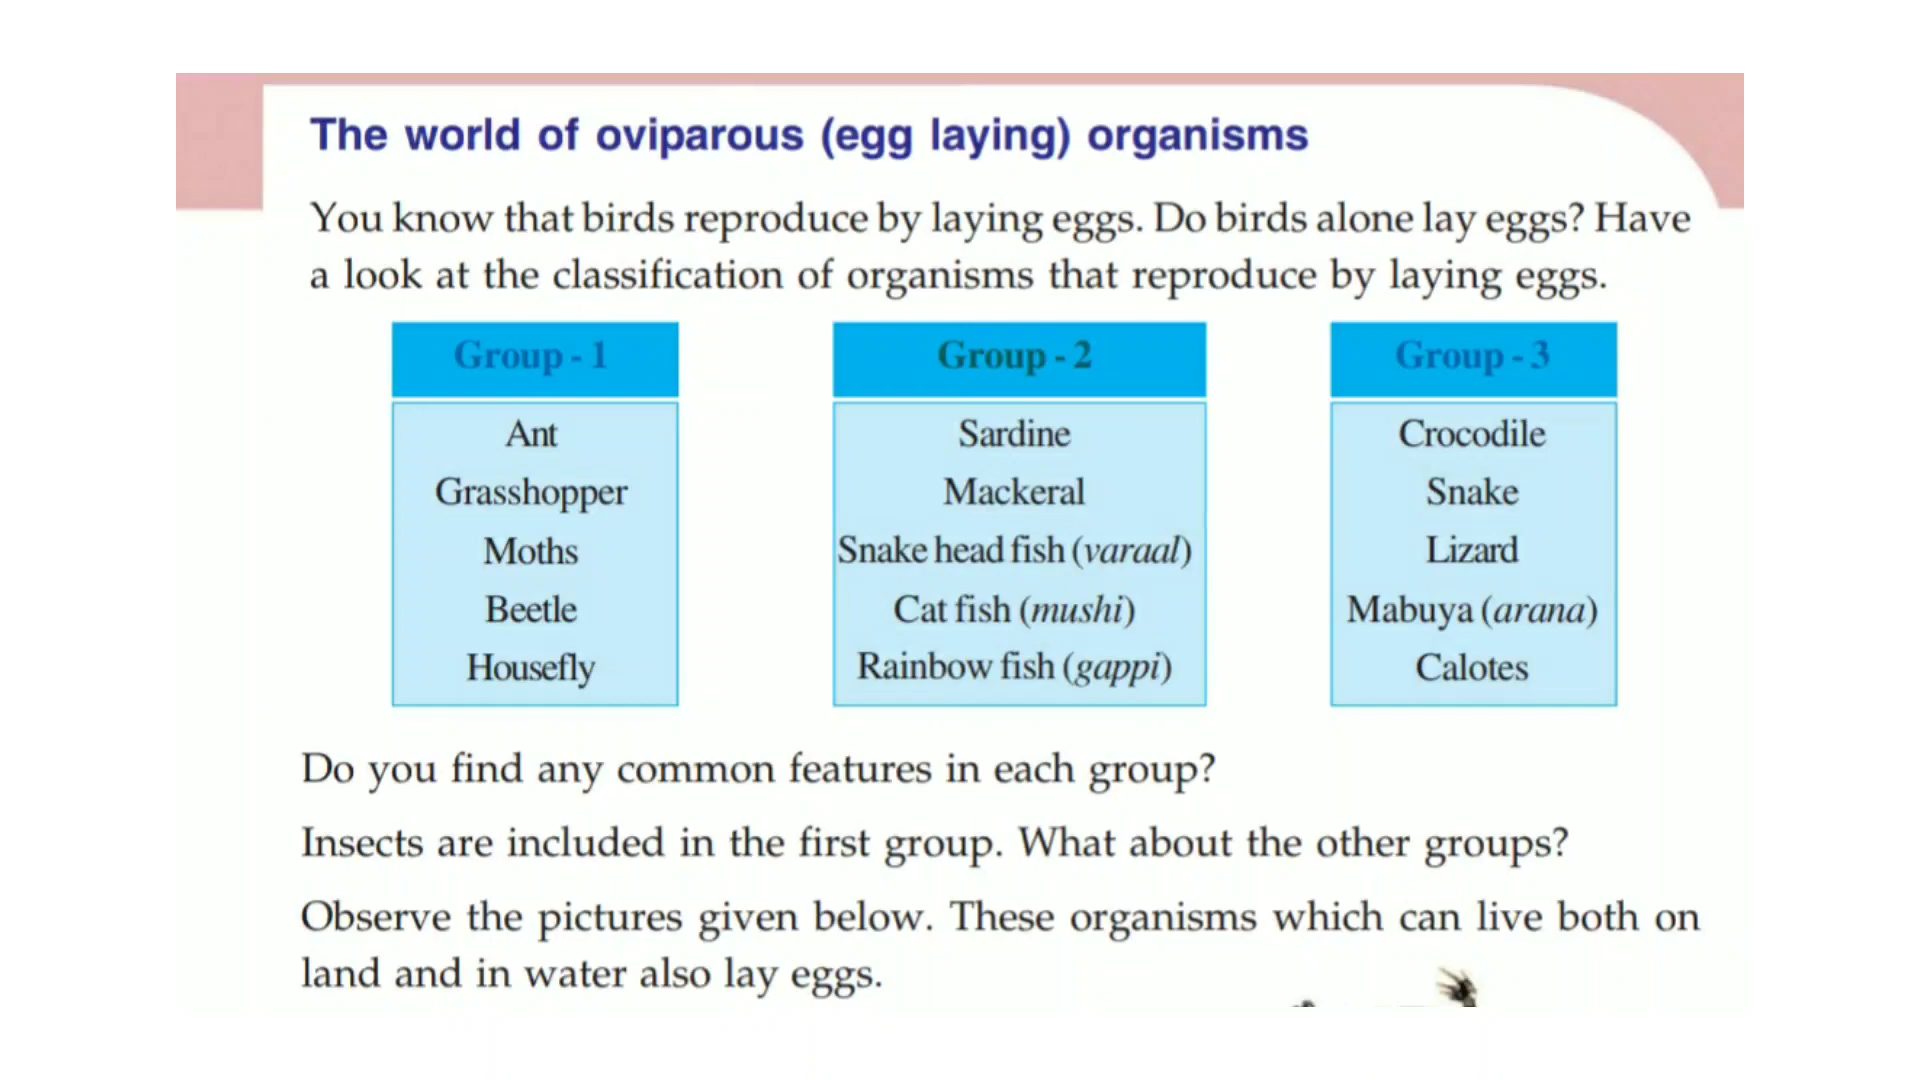 The world of oviparous (egg laying) organisms
You know that birds reproduce by laying eggs. Do birds alone lay eggs? Have
a look at the classification of organisms that reproduce by laying eggs.
Group - 1
Ant
Grasshopper
Moths
Beetle
Housefly
Group - 2
Sardine
Mackeral
Snake head fish (varaal)
Cat fish (mushi)
Rainbow fish (gappi)
Group - 3
Crocodile
Snake
Lizard
Mabuya (arana)
Calotes
Do you find any common features in each group?
Insects are included in the first group. What about the other groups?
Observe the pictures given below. These organisms which can live both on
land and in water also lay eggs.